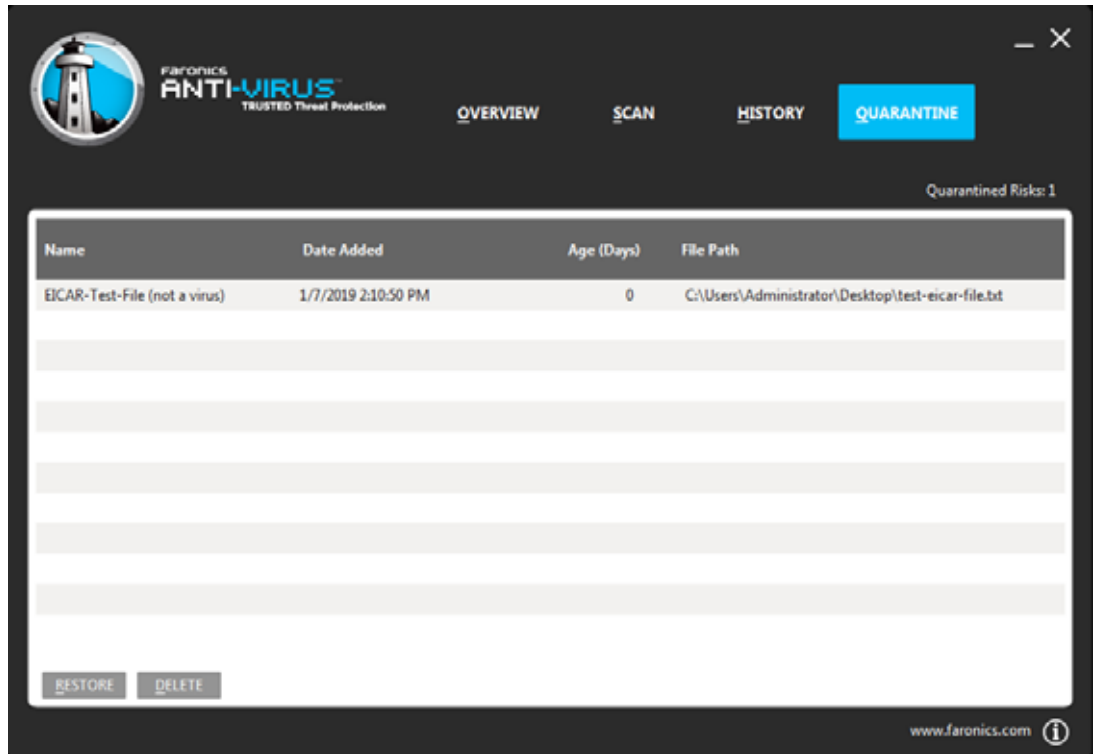 Faronics
ANTI-VIRUS™
TRUSTED Threat Protection
OVERVIEW SCAN HISTORY QUARANTINE
Quarantined Risks: 1
Name Date Added Age (Days) File Path
EICAR-Test-File (not a virus) 1/7/2019 2:10:50 PM 0 C:\Users\Administrator\Desktop\test-eicar-file.txt
RESTORE DELETE
www.faronics.com